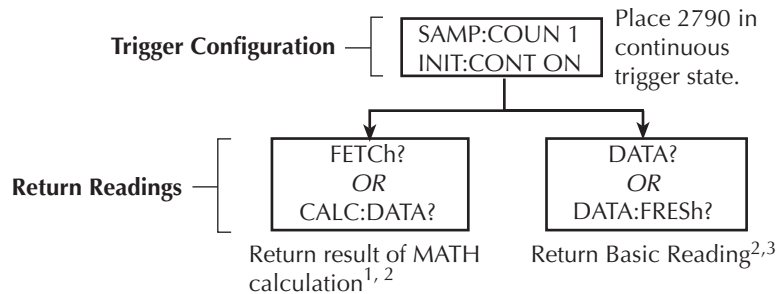 Trigger Configuration
SAMP:COUN 1
INIT:CONT ON
Place 2790 in
continuous
trigger state.
Return Readings
FETCh?
OR
CALC:DATA?
DATA?
OR
DATA:FRESh?
Return result of MATH
calculation1, 2
Return Basic Reading2,3